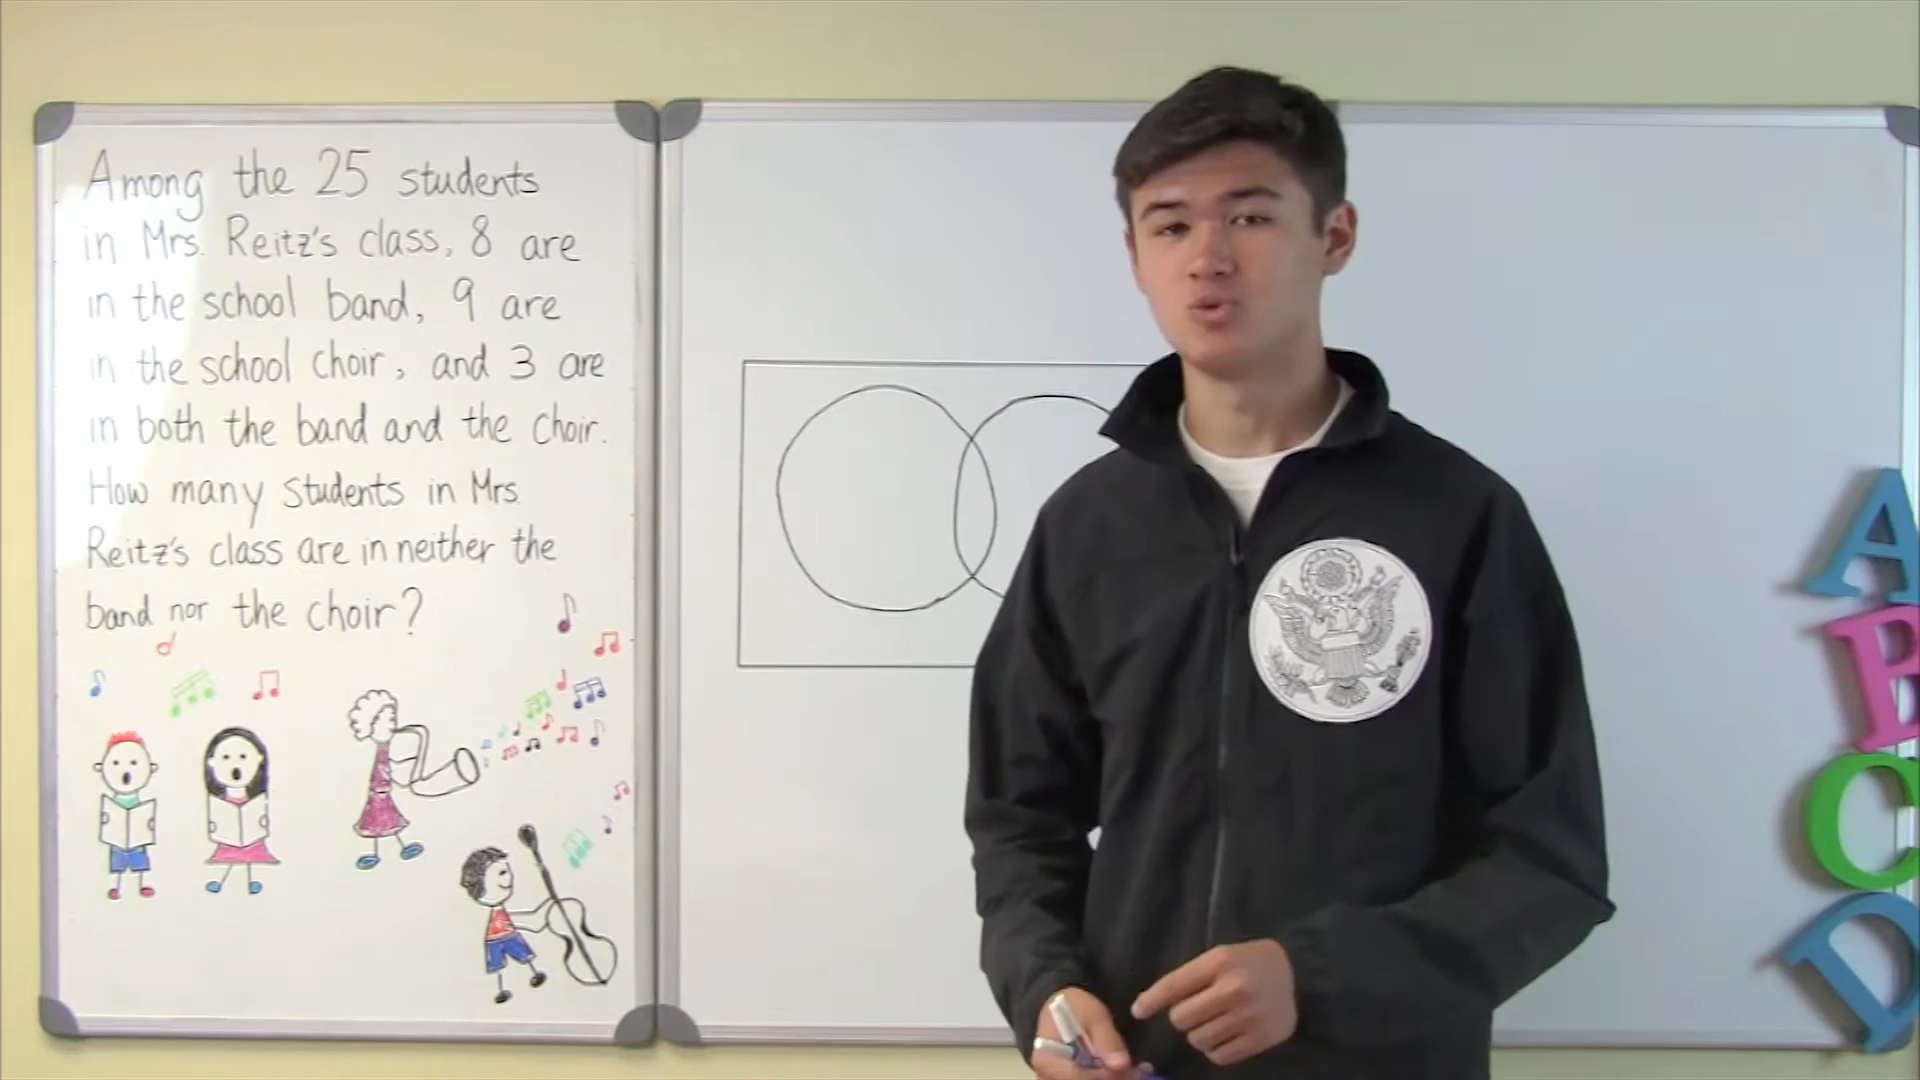 Among the 25 students
in Mrs. Reitz's class, 8 are
in the school band, 9 are
in the school choir, and 3 are
in both the band and the choir.
How many students in Mrs.
Reitz's class are in neither the
band nor the choir?
A
B
C
D